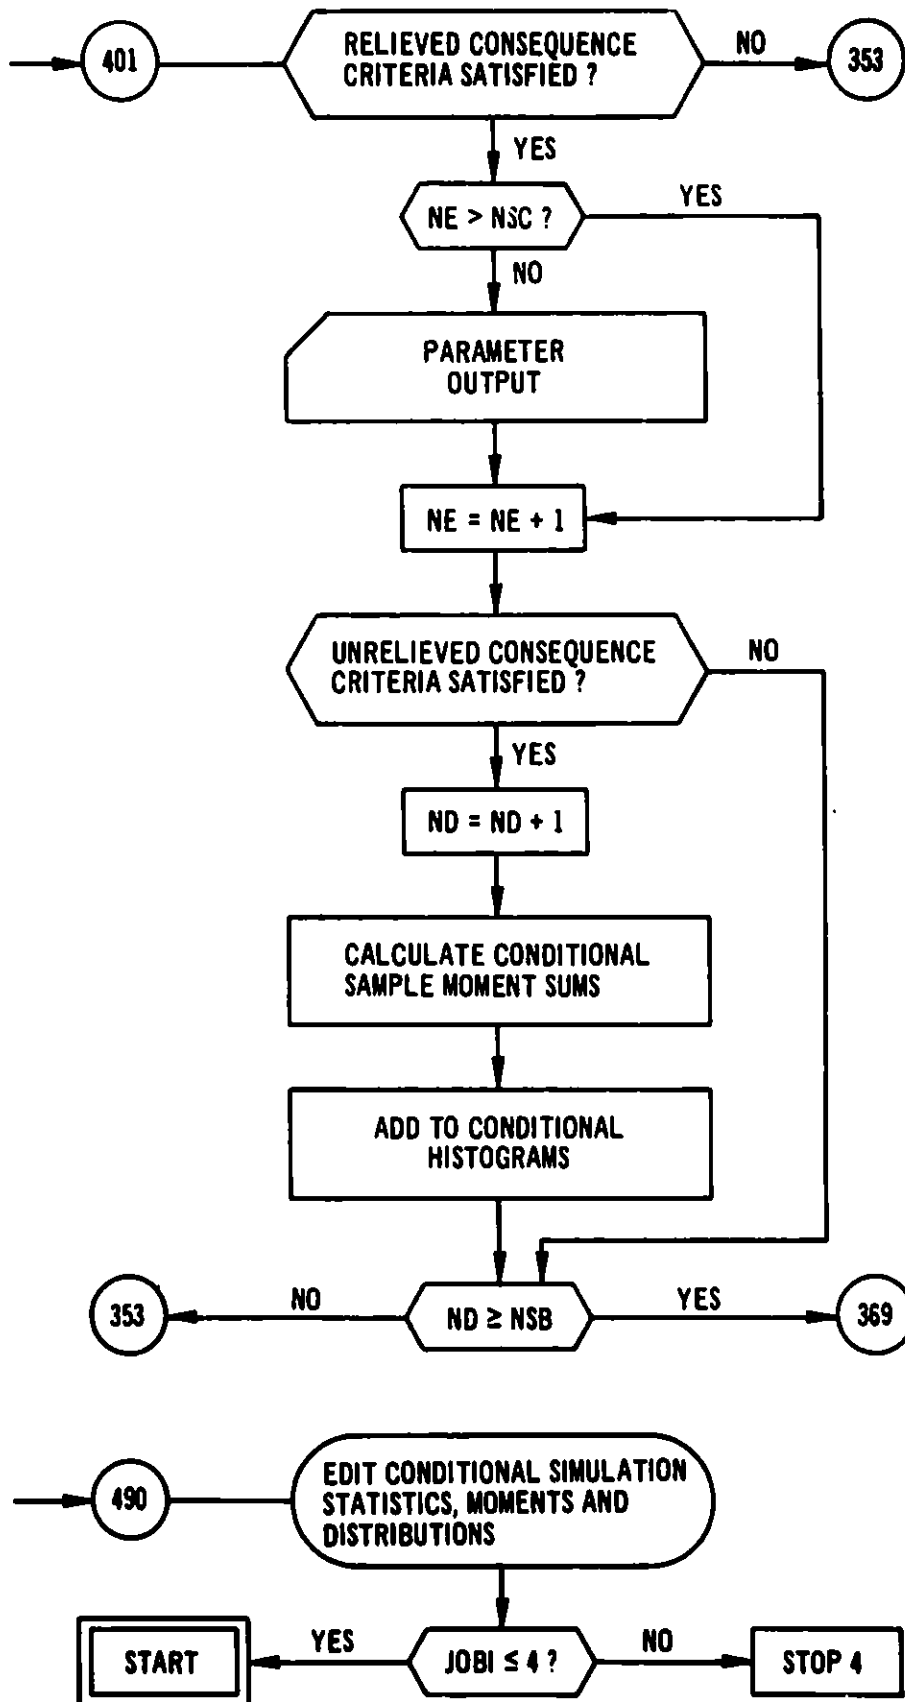 401
RELIEVED CONSEQUENCE
CRITERIA SATISFIED ?
NO
353
YES
NE > NSC ?
YES
NO
PARAMETER
OUTPUT
NE = NE + 1
UNRELIEVED CONSEQUENCE
CRITERIA SATISFIED ?
NO
YES
ND = ND + 1
CALCULATE CONDITIONAL
SAMPLE MOMENT SUMS
ADD TO CONDITIONAL
HISTOGRAMS
353
NO
ND ≥ NSB
YES
369
490
EDIT CONDITIONAL SIMULATION
STATISTICS, MOMENTS AND
DISTRIBUTIONS
START
YES
JOBI ≤ 4 ?
NO
STOP 4